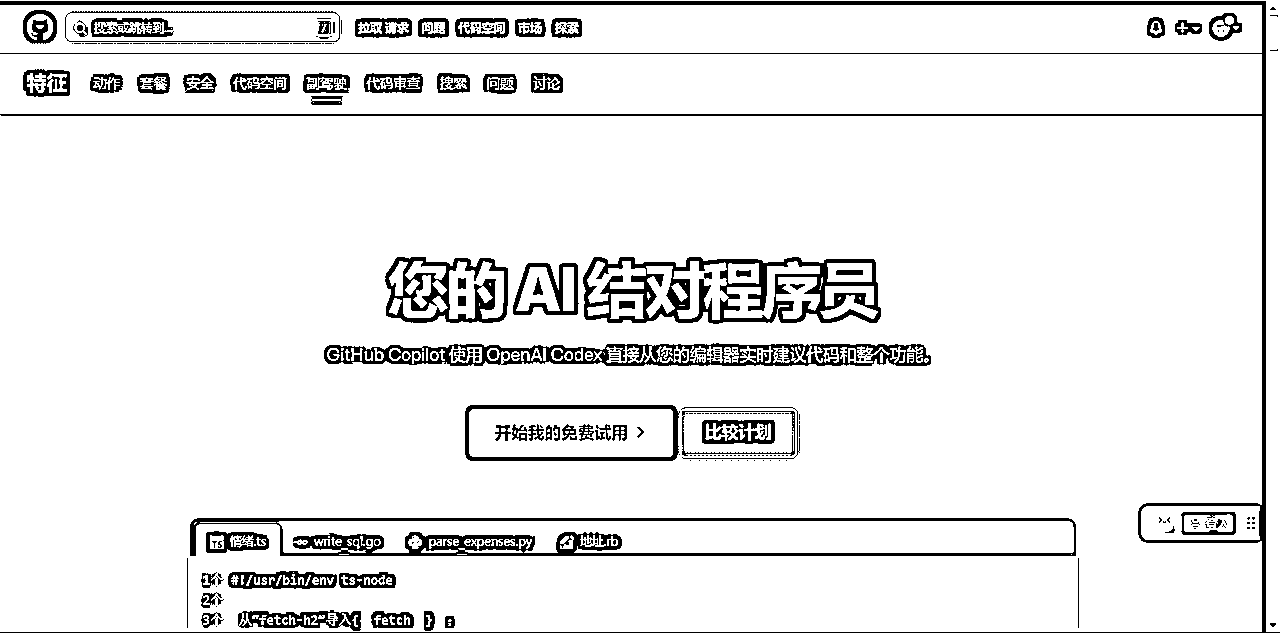 搜索或跳转到... / 拉取请求 问题 代码空间 市场 探索
特征 动作 套餐 安全 代码空间 副驾驶 代码审查 搜索 问题 讨论
您的 AI 结对程序员
GitHub Copilot 使用 OpenAI Codex 直接从您的编辑器实时建议代码和整个功能。
开始我的免费试用 > 比较计划
TS 情绪.ts write_sql.go parse_expenses.py 地址.rb
1个 #!/usr/bin/env ts-node
2个
3个 从“fetch-h2”导入{ fetch } ;